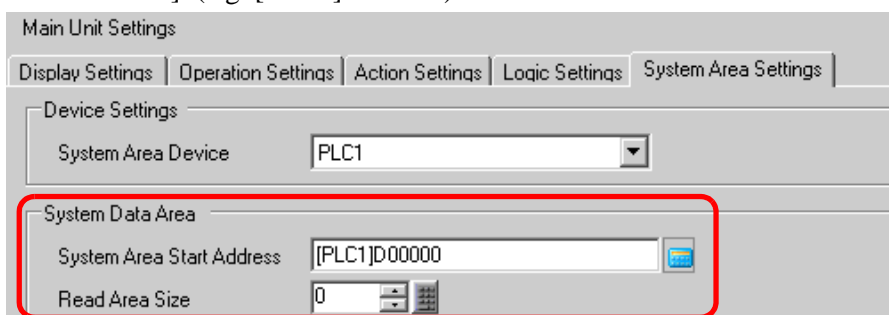 Main Unit Settings
Display Settings Operation Settings Action Settings Logic Settings System Area Settings
Device Settings
System Area Device PLC1
System Data Area
System Area Start Address [PLC1]D00000
Read Area Size 0